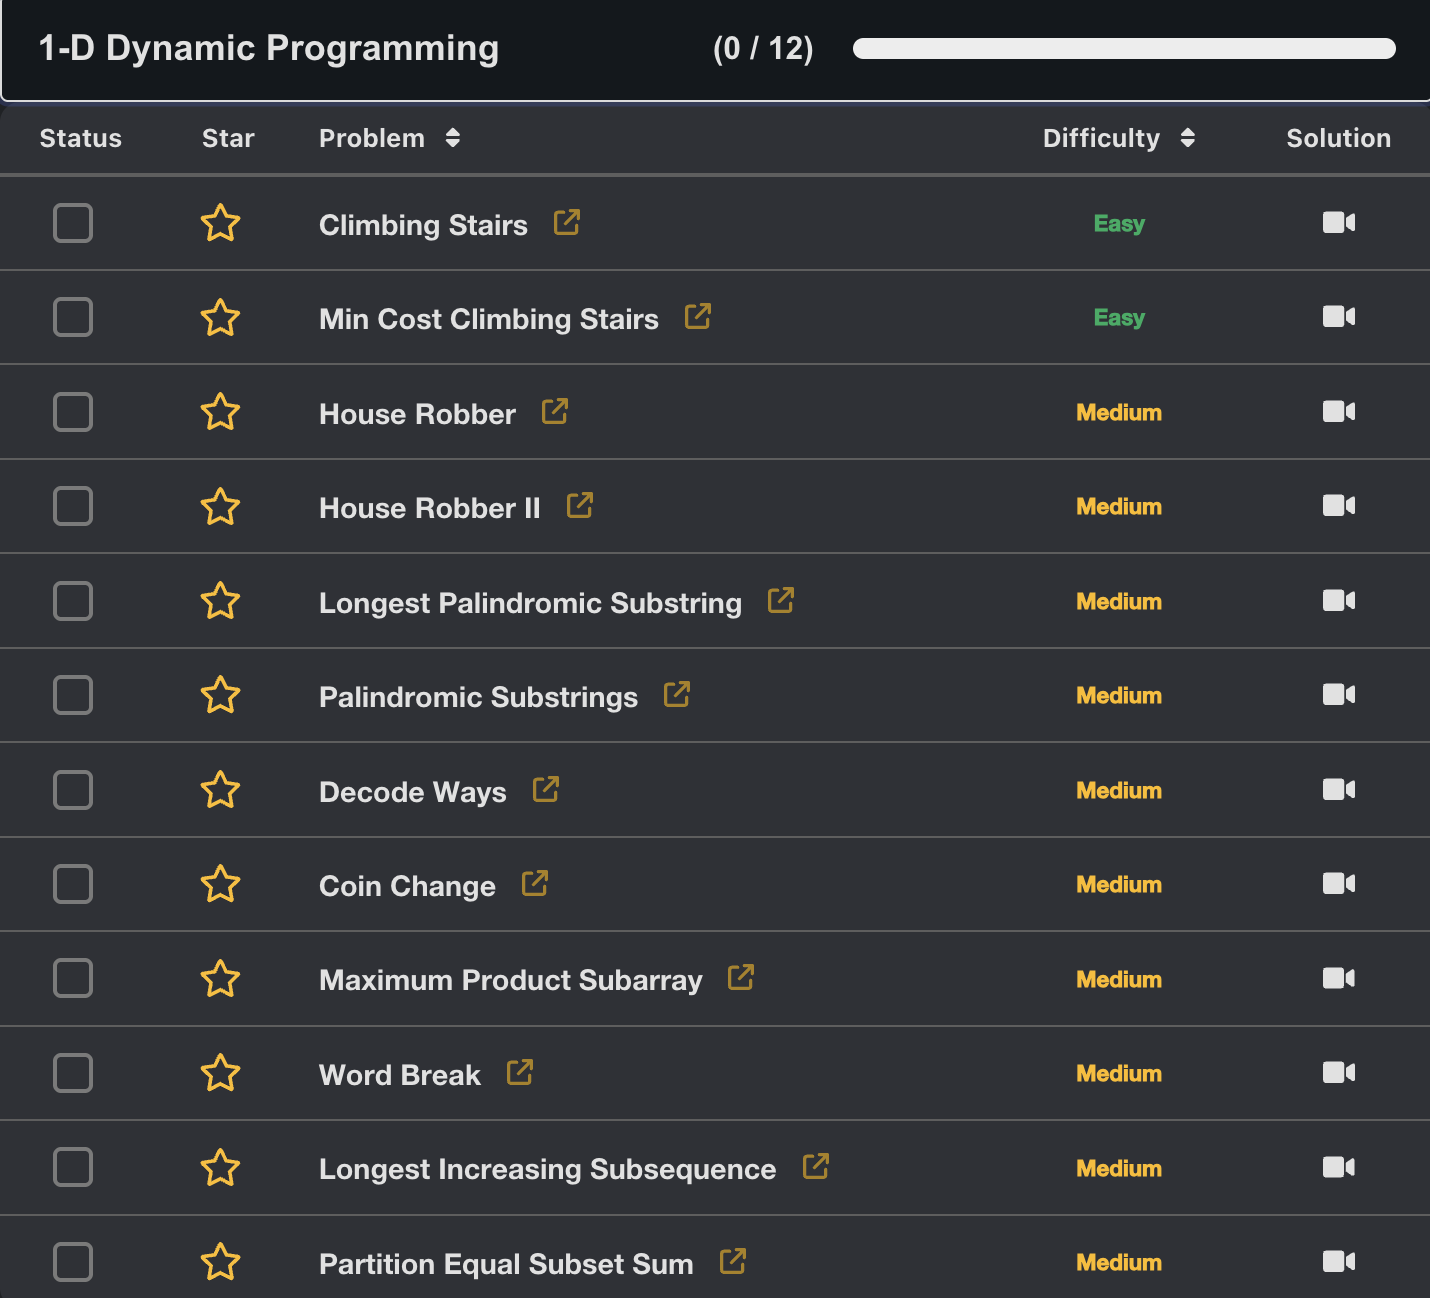 1-D Dynamic Programming (0 / 12)
Status Star Problem Difficulty Solution
Climbing Stairs Easy
Min Cost Climbing Stairs Easy
House Robber Medium
House Robber II Medium
Longest Palindromic Substring Medium
Palindromic Substrings Medium
Decode Ways Medium
Coin Change Medium
Maximum Product Subarray Medium
Word Break Medium
Longest Increasing Subsequence Medium
Partition Equal Subset Sum Medium